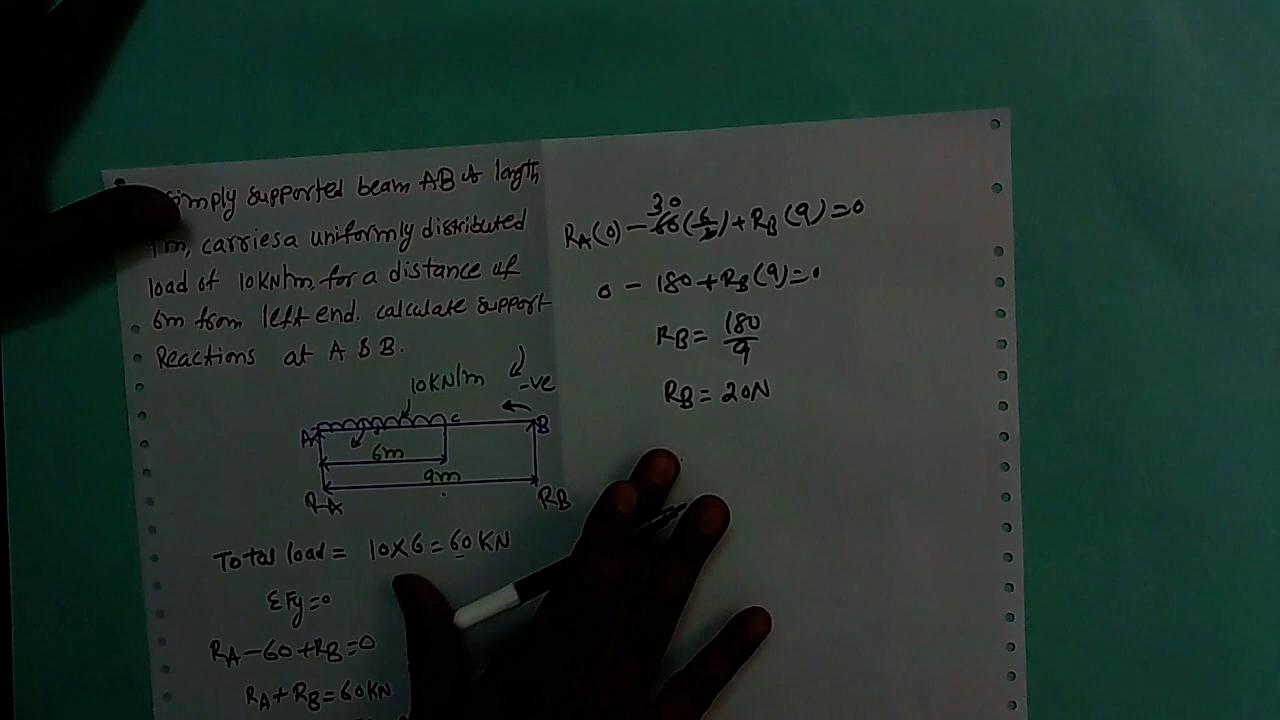 simply supported beam AB of length
9m, carries a uniformly distributed
load of 10KN/m, for a distance of
6m from left end. calculate support
Reactions at A & B.
10KN/m
-ve
A
c
B
6m
9m
RA
RB
Total load = 10×6=60KN
ΣFy=0
RA-60+RB=0
RA+RB=60KN
30
RA(0)-60(6/2)+RB(9)=0
0-180+RB(9)=0
RB=180/9
RB=20N